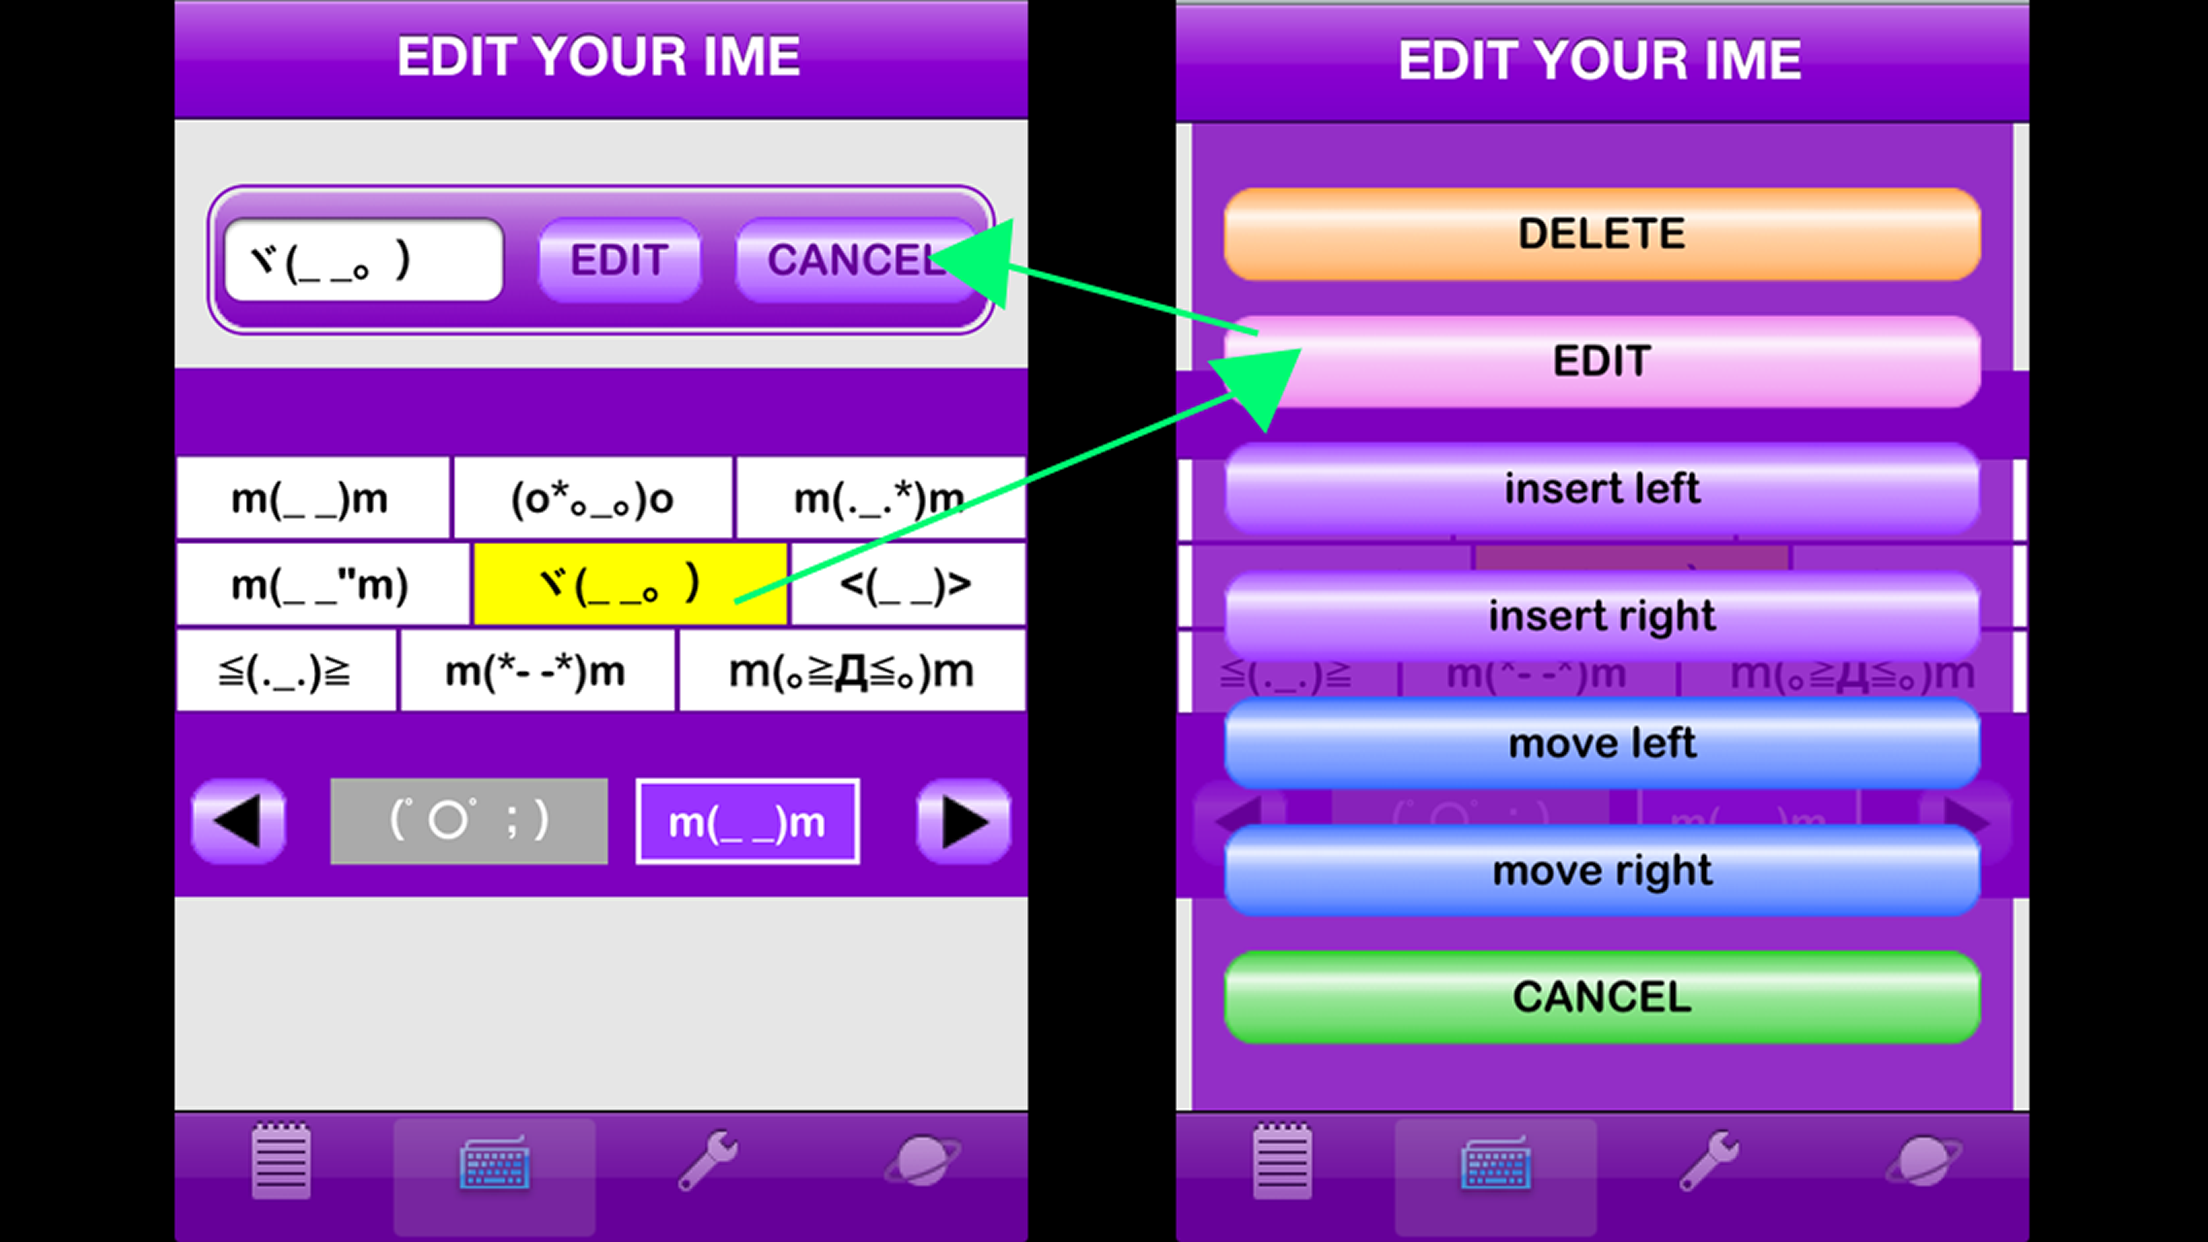 EDIT YOUR IME
ヾ(_ _。 ) EDIT CANCEL
m(_ _)m (o*。_。)o m(._.*)m
m(_ _"m) ヾ(_ _。 ) <(_ _)>
≦(._.)≧ m(*- -*)m m(。≧Д≦。)m
(ﾟ〇ﾟ ; ) m(_ _)m
EDIT YOUR IME
DELETE
EDIT
insert left
insert right
≦(._.)≧ m(*- -*)m m(。≧Д≦。)m
move left
(ﾟ〇ﾟ ; ) m(_ _)m
move right
CANCEL